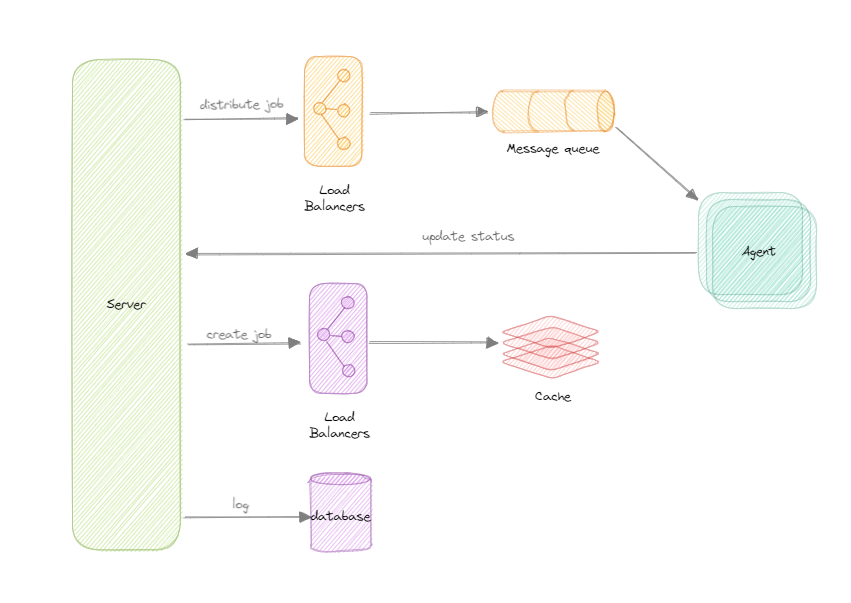 distribute job
Message queue
Load
Balancers
update status
Agent
Server
create job
Cache
Load
Balancers
log
database